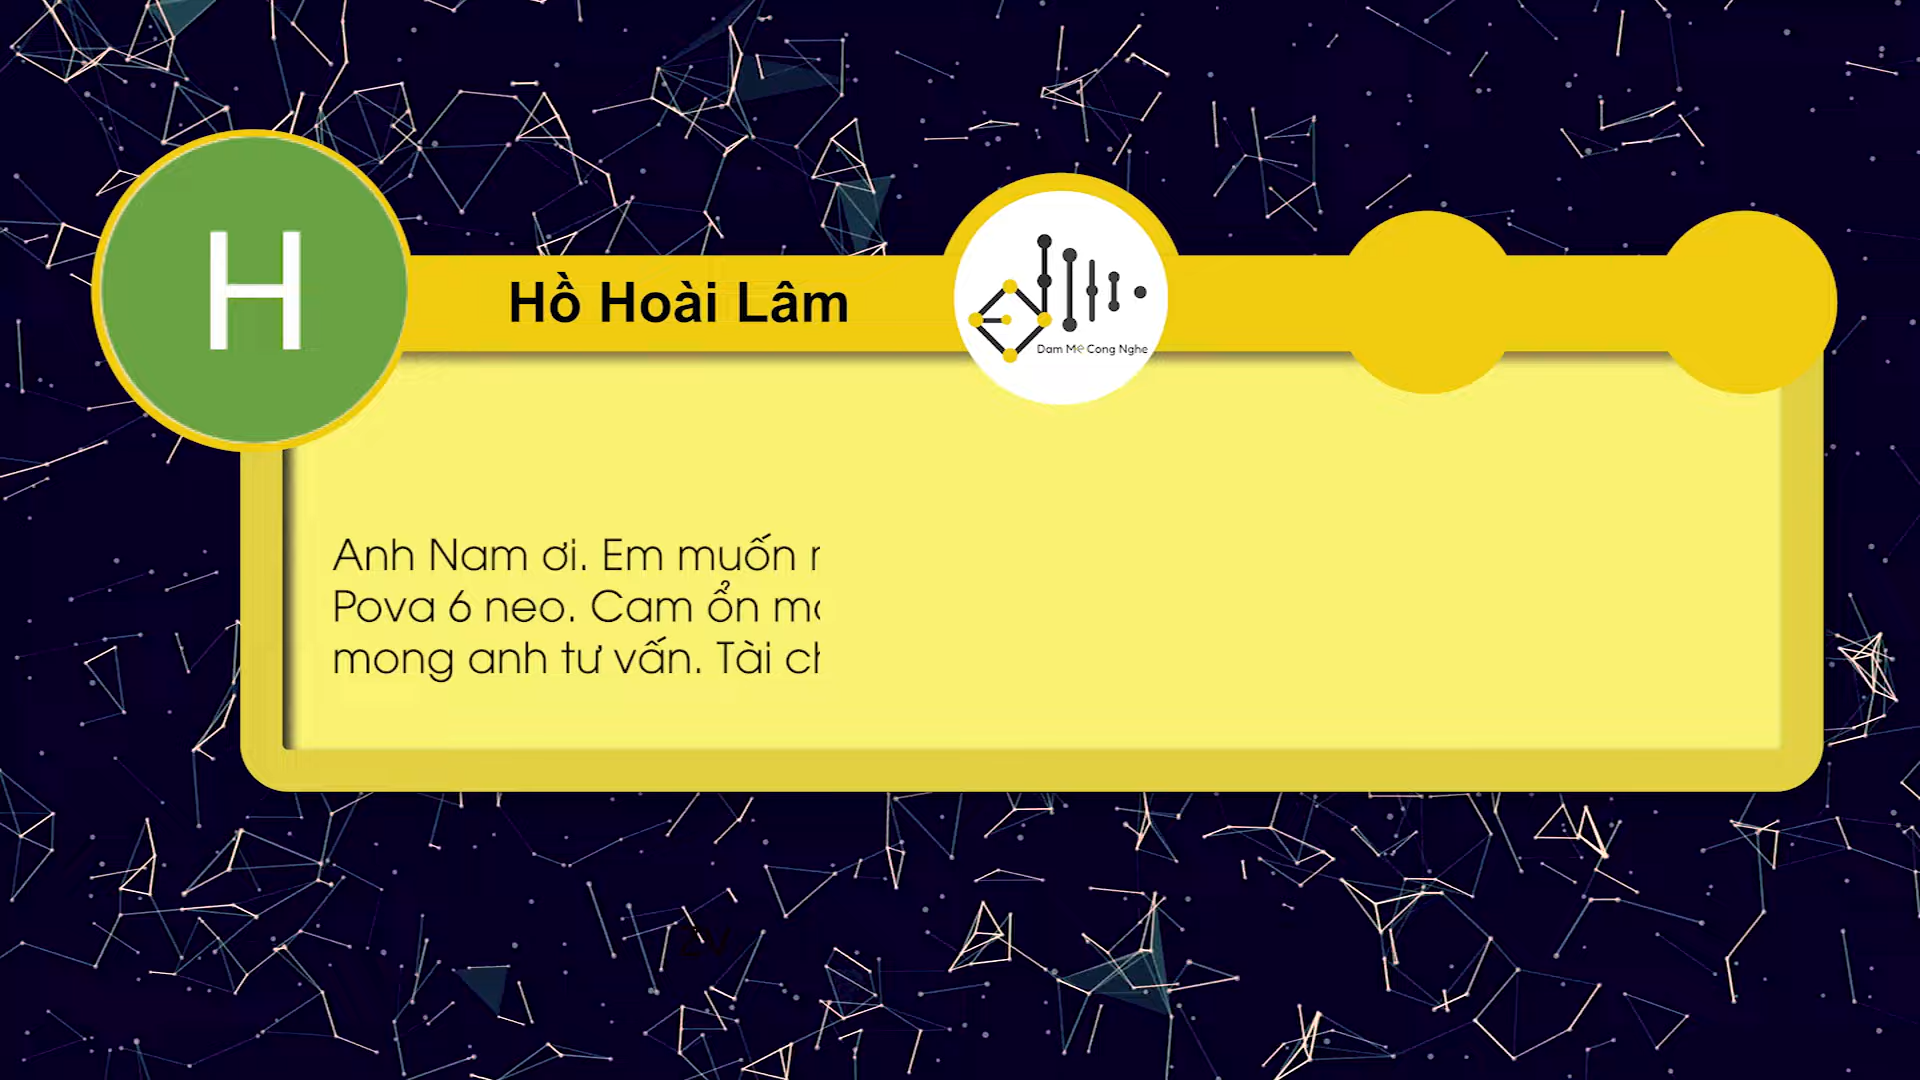 H
Hồ Hoài Lâm
Dam Mê Cong Nghe
Anh Nam ơi. Em muốn
Pova 6 neo. Cam ổn
mong anh tư vấn. Tài